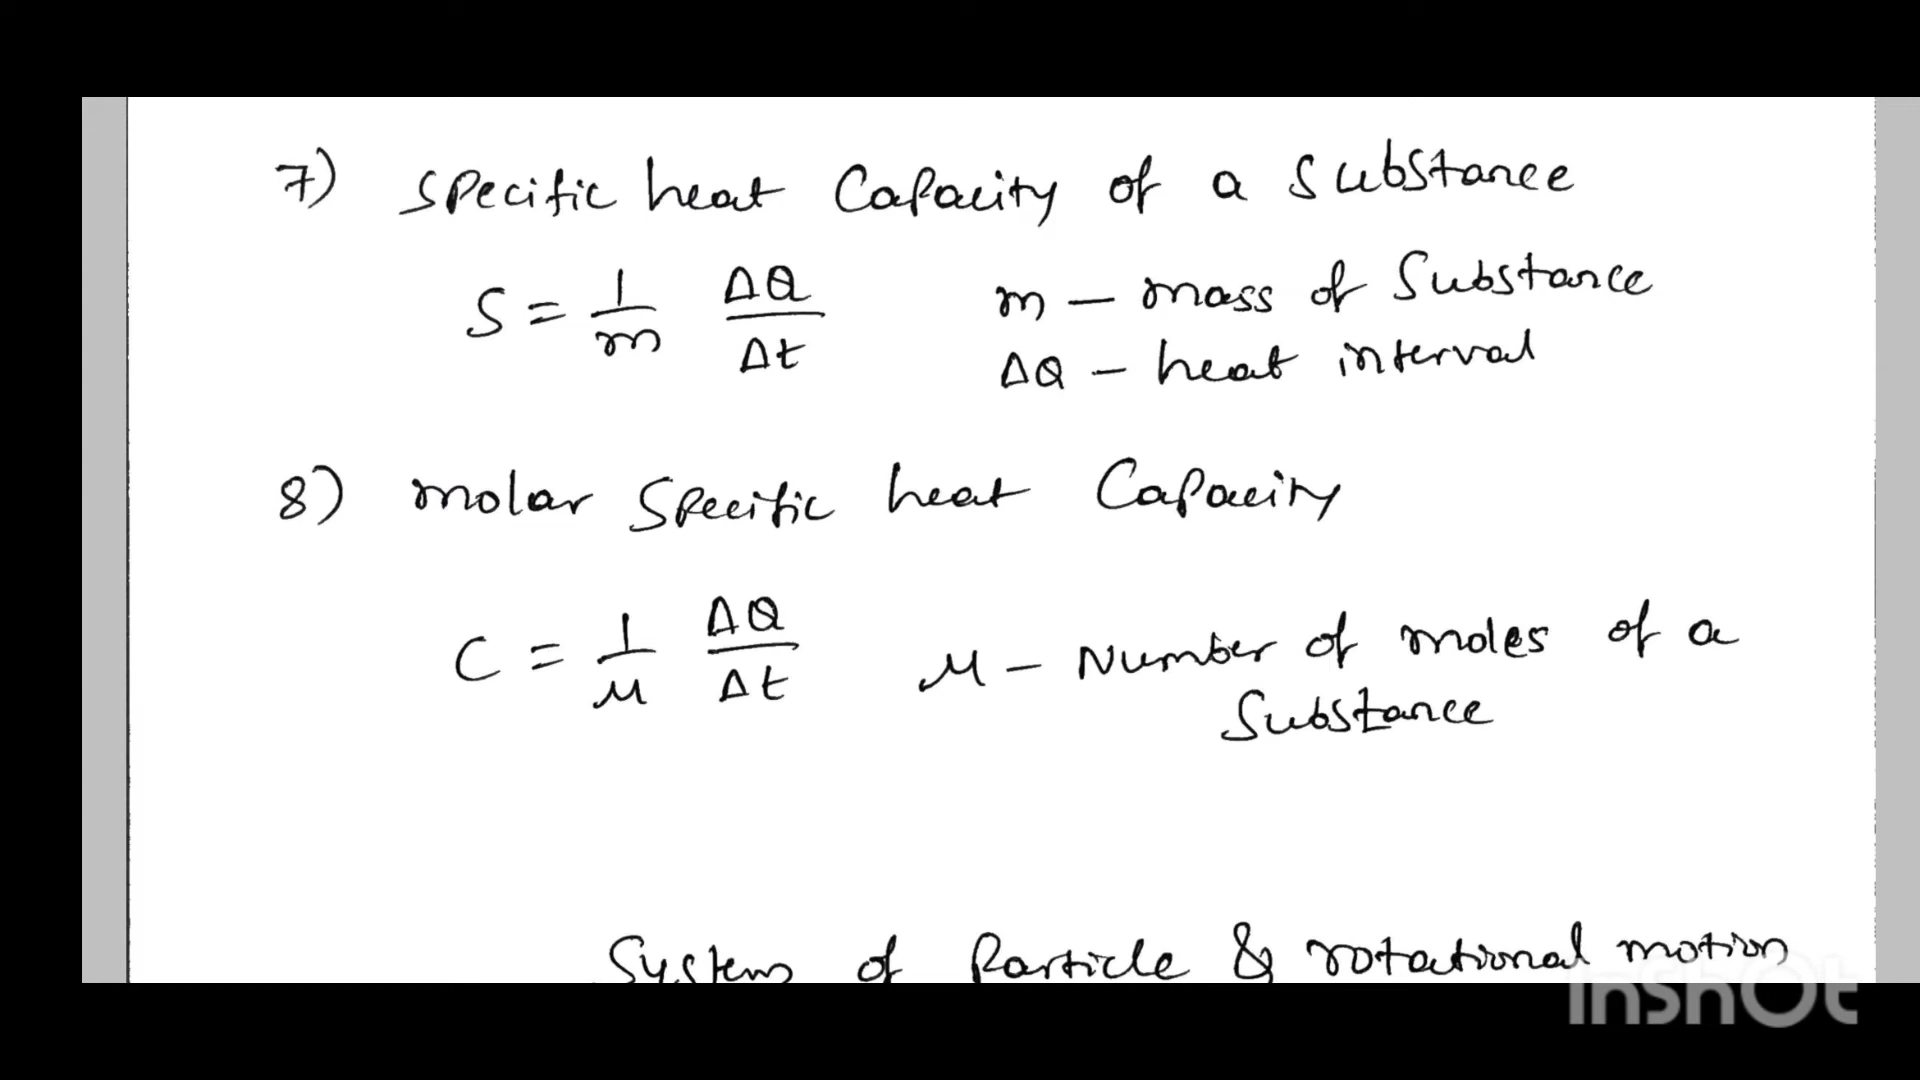 7) Specific heat Capacity of a Substance
S = 1/m ΔQ/Δt m – mass of Substance
ΔQ – heat interval
8) molar Specific heat Capacity
C = 1/μ ΔQ/Δt μ – Number of moles of a
Substance
System of Particle & rotational motion
InShOt